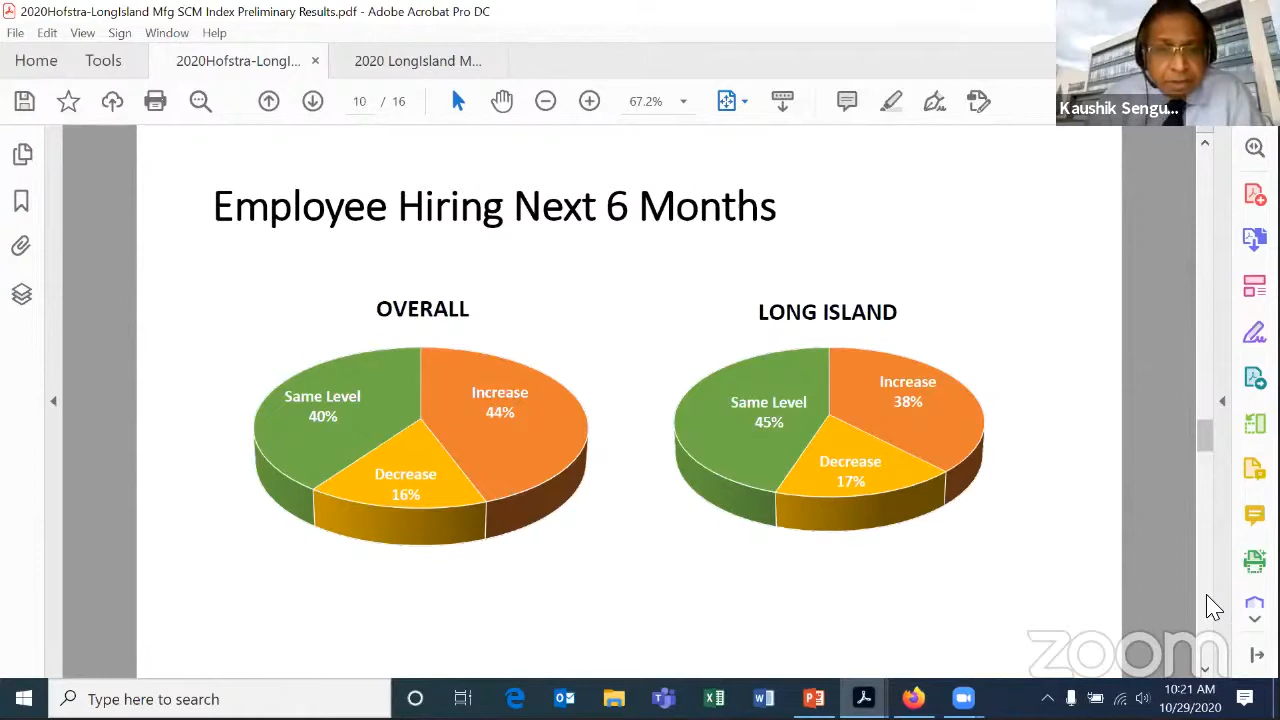 2020Hofstra-LongIsland Mfg SCM Index Preliminary Results.pdf - Adobe Acrobat Pro DC
File Edit View Sign Window Help
Home Tools 2020Hofstra-LongI... × 2020 LongIsland M...
10 / 16 67.2%
Kaushik Sengu...
Employee Hiring Next 6 Months
OVERALL
Same Level
40%
Increase
44%
Decrease
16%
LONG ISLAND
Same Level
45%
Increase
38%
Decrease
17%
zoom
Type here to search
10:21 AM
10/29/2020